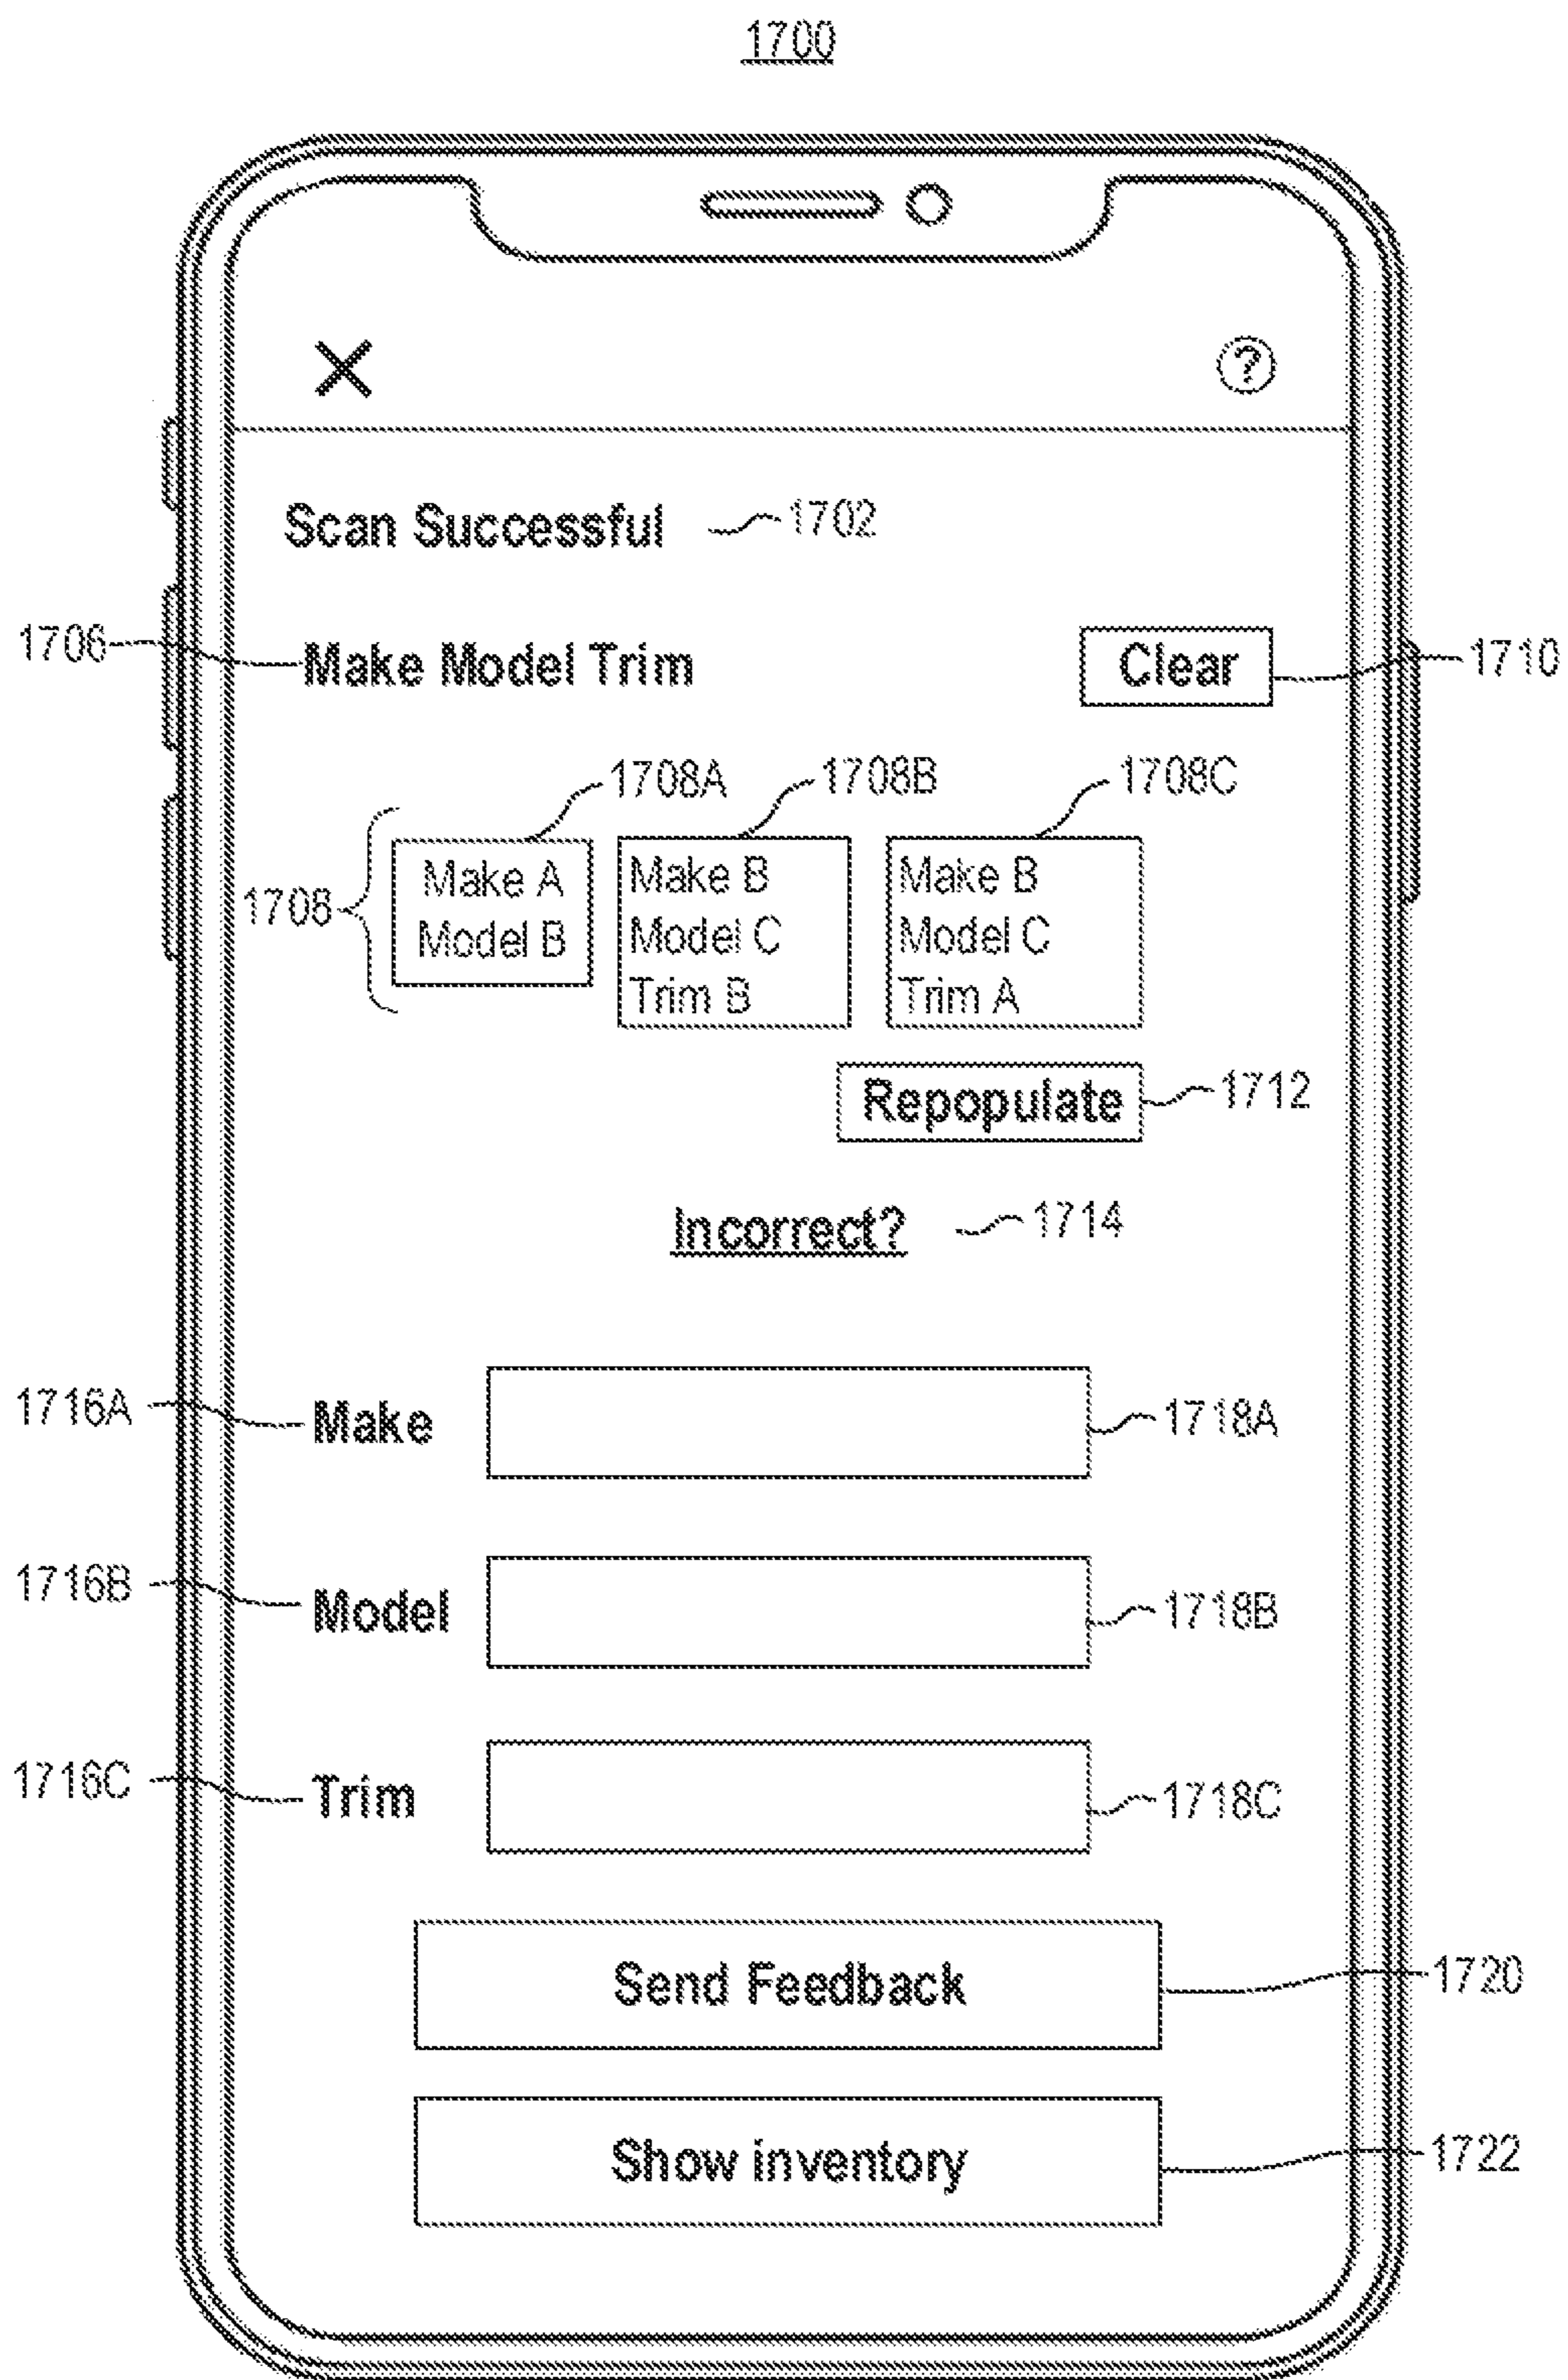 1700
?
Scan Successful 1702
1706 Make Model Trim Clear 1710
1708A 1708B 1708C
1708
Make A
Model B
Make B
Model C
Trim B
Make B
Model C
Trim A
Repopulate 1712
Incorrect? 1714
1716A Make 1718A
1716B Model 1718B
1716C Trim 1718C
Send Feedback 1720
Show inventory 1722